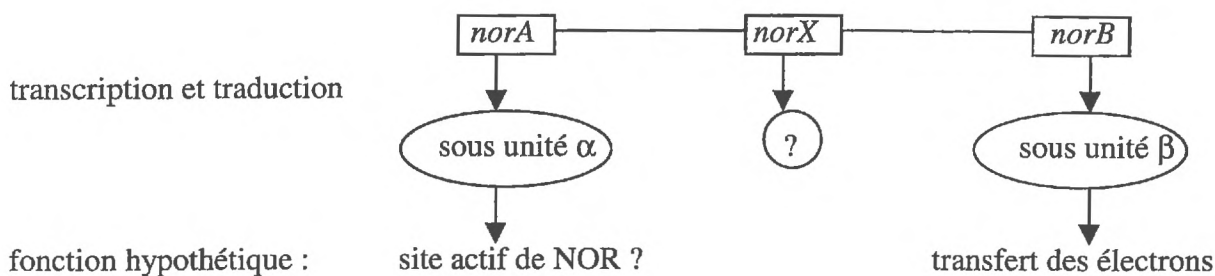 norA norX norB
transcription et traduction
sous unité α ? sous unité β
fonction hypothétique : site actif de NOR ? transfert des électrons